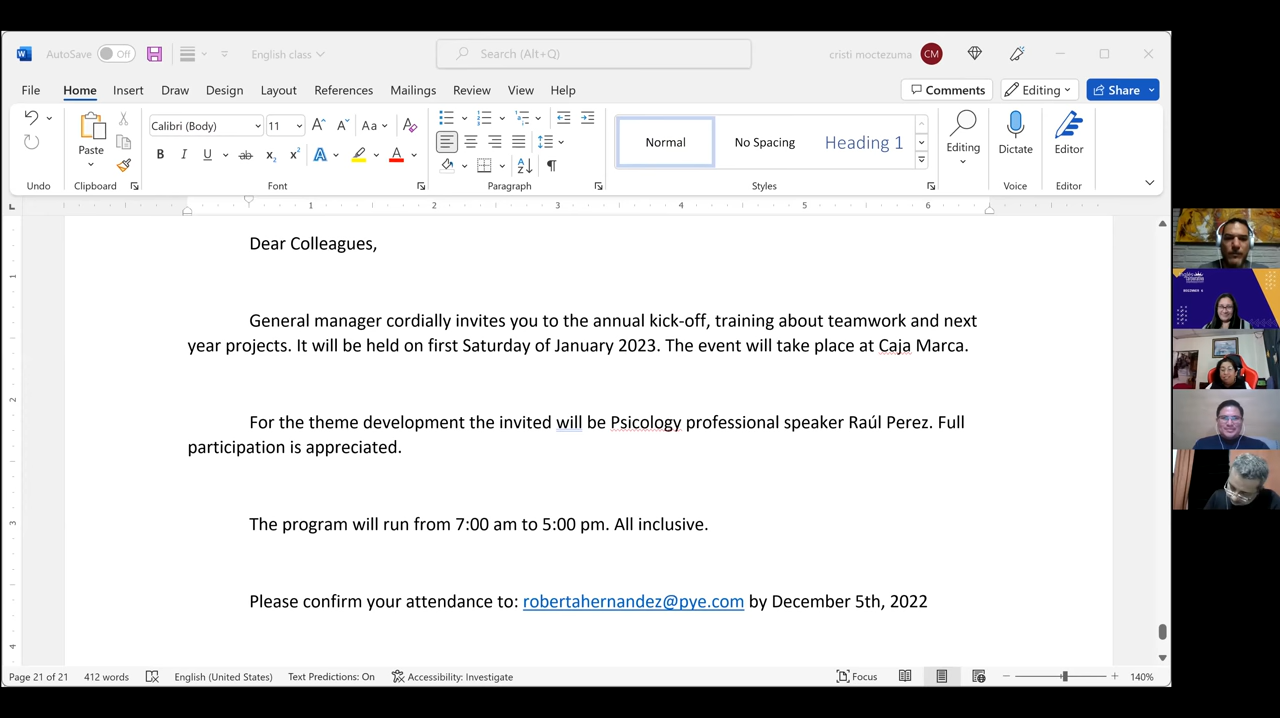 AutoSave Off English class Search (Alt+Q) cristi moctezuma CM
File Home Insert Draw Design Layout References Mailings Review View Help Comments Editing Share
Calibri (Body) 11 Aa Normal No Spacing Heading 1
Paste Editing Dictate Editor
Undo Clipboard Font Paragraph Styles Voice Editor
1 2 3 4 5 6
Dear Colleagues,
General manager cordially invites you to the annual kick-off, training about teamwork and next
year projects. It will be held on first Saturday of January 2023. The event will take place at Caja Marca.
For the theme development the invited will be Psicology professional speaker Raúl Perez. Full
participation is appreciated.
The program will run from 7:00 am to 5:00 pm. All inclusive.
Please confirm your attendance to: robertahernandez@pye.com by December 5th, 2022
Page 21 of 21 412 words English (United States) Text Predictions: On Accessibility: Investigate Focus 140%